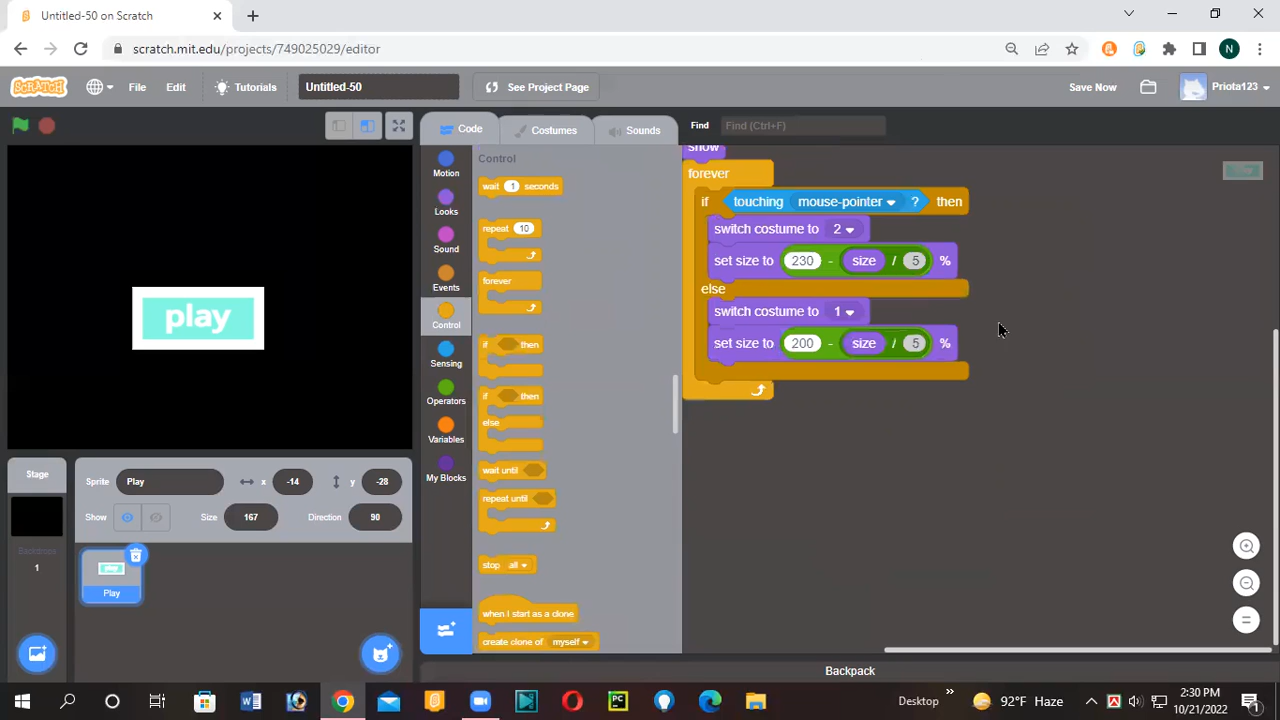 Untitled-50 on Scratch
scratch.mit.edu/projects/749025029/editor
N
SCRATCH
File
Edit
Tutorials
Untitled-50
See Project Page
Save Now
Priota123
Code
Costumes
Sounds
Find
Find (Ctrl+F)
Motion
Looks
Sound
Events
Control
Sensing
Operators
Variables
My Blocks
Control
wait 1 seconds
repeat 10
forever
if then
if then
else
wait until
repeat until
stop all
when I start as a clone
create clone of myself
show
forever
if touching mouse-pointer ? then
switch costume to 2
set size to 230 - size / 5 %
else
switch costume to 1
set size to 200 - size / 5 %
play
Stage
Backdrops
1
Sprite Play x -14 y -28
Show Size 167 Direction 90
play
Play
Backpack
Desktop
92°F Haze
2:30 PM
10/21/2022
1